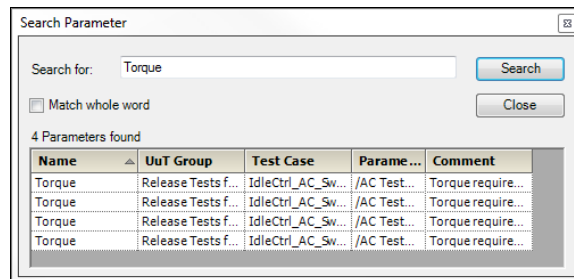 Search Parameter
Search for: Torque Search
Match whole word Close
4 Parameters found
Name UuT Group Test Case Parame... Comment
Torque Release Tests f... IdleCtrl_AC_Sw... /AC Test... Torque require...
Torque Release Tests f... IdleCtrl_AC_Sw... /AC Test... Torque require...
Torque Release Tests f... IdleCtrl_AC_Sw... /AC Test... Torque require...
Torque Release Tests f... IdleCtrl_AC_Sw... /AC Test... Torque require...